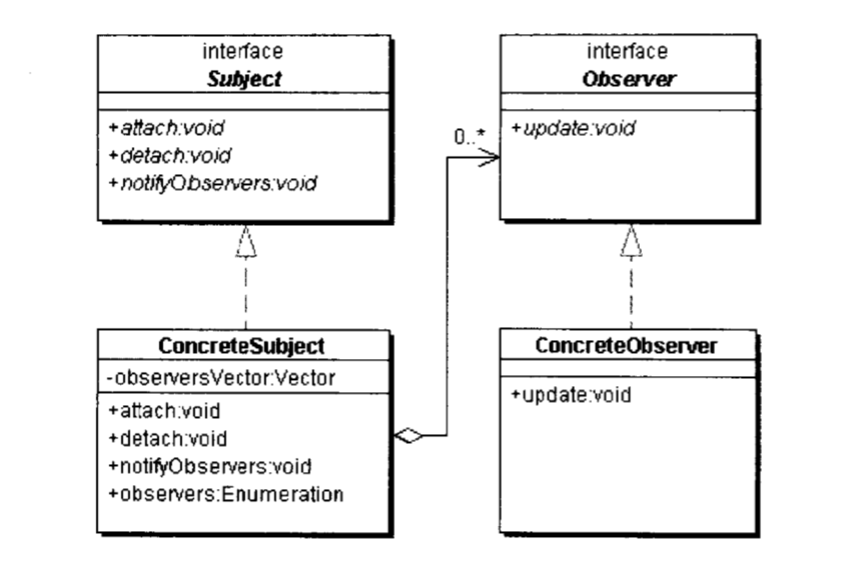 interface
Subject
+attach:void
+detach:void
+notifyObservers:void
interface
Observer
+update:void
0..*
ConcreteSubject
-observersVector:Vector
+attach:void
+detach:void
+notifyObservers:void
+observers:Enumeration
ConcreteObserver
+update:void